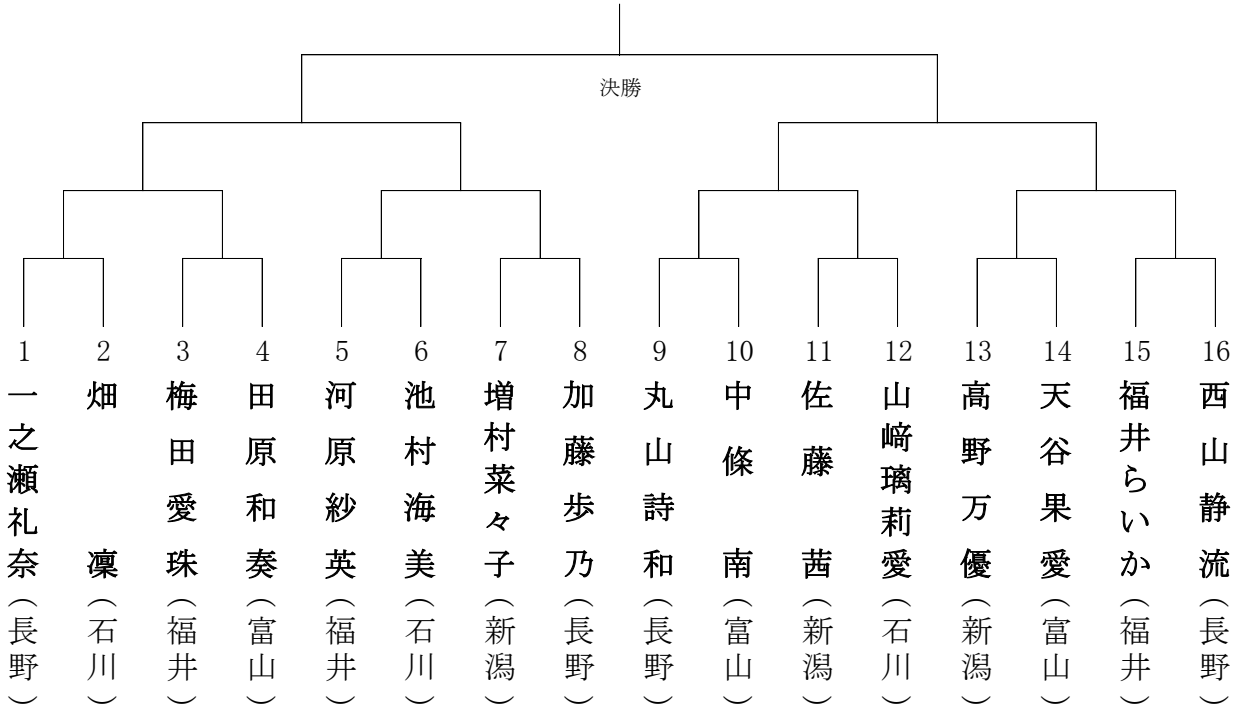 決勝
1
一之瀬礼奈(長野)
2
畑凜(石川)
3
梅田愛珠(福井)
4
田原和奏(富山)
5
河原紗英(福井)
6
池村海美(石川)
7
増村菜々子(新潟)
8
加藤歩乃(長野)
9
丸山詩和(長野)
10
中條南(富山)
11
佐藤茜(新潟)
12
山﨑璃莉愛(石川)
13
高野万優(新潟)
14
天谷果愛(富山)
15
福井らいか(福井)
16
西山静流(長野)